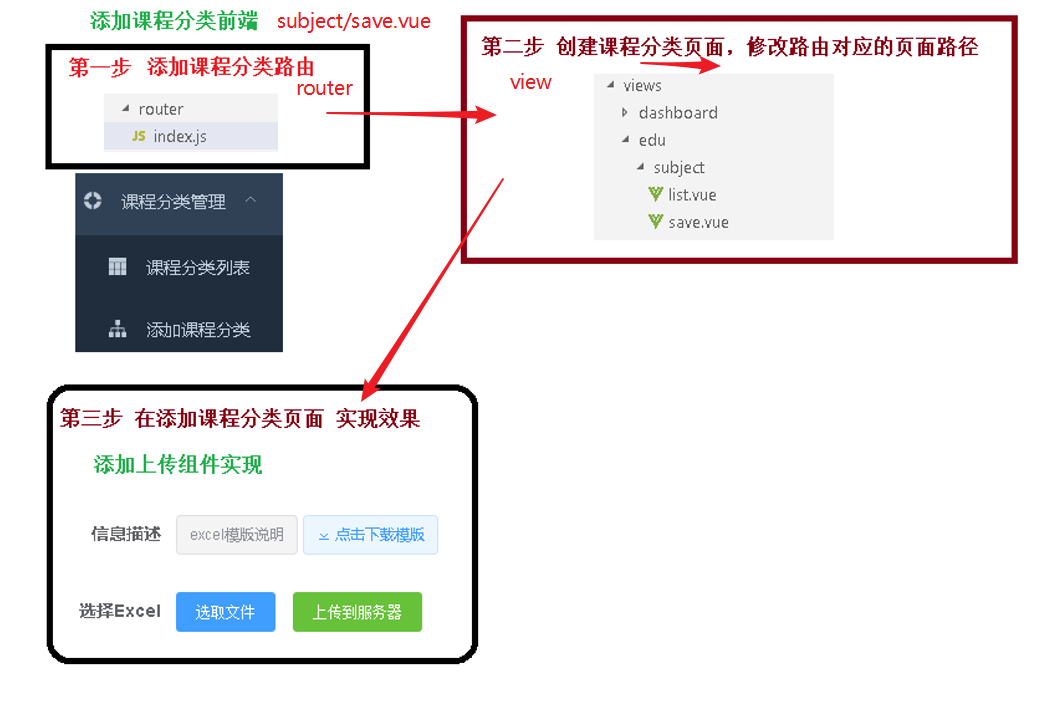 添加课程分类前端 subject/save.vue
第一步 添加课程分类路由
router
router
JS index.js
课程分类管理
课程分类列表
添加课程分类
第二步 创建课程分类页面，修改路由对应的页面路径
view
views
dashboard
edu
subject
list.vue
save.vue
第三步 在添加课程分类页面 实现效果
添加上传组件实现
信息描述 excel模版说明 点击下载模版
选择Excel 选取文件 上传到服务器